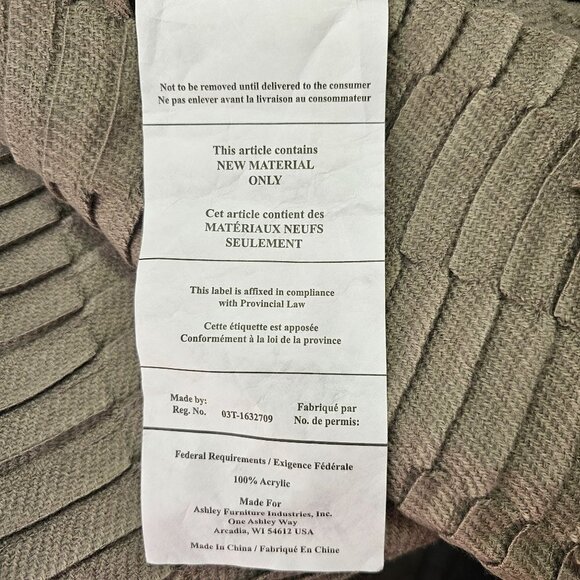 Not to be removed until delivered to the consumer
Ne pas enlever avant la livraison au consommateur
This article contains
NEW MATERIAL
ONLY
Cet article contient des
MATÉRIAUX NEUFS
SEULEMENT
This label is affixed in compliance
with Provincial Law
Cette étiquette est apposée
Conformément à la loi de la province
Made by:
Reg. No. 03T-1632709
Fabriqué par
No. de permis:
Federal Requirements / Exigence Fédérale
100% Acrylic
Made For
Ashley Furniture Industries, Inc.
One Ashley Way
Arcadia, WI 54612 USA
Made In China / Fabriqué En Chine